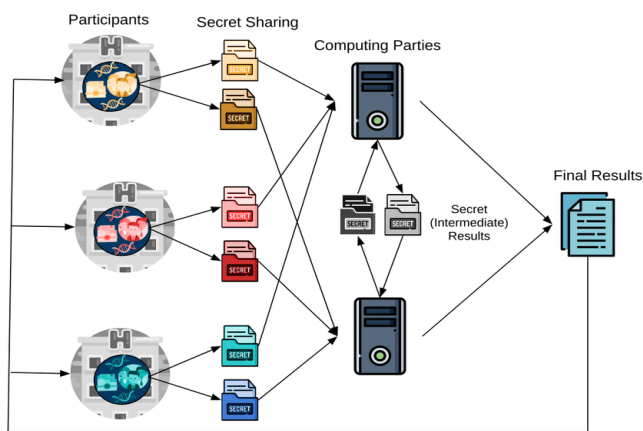 Participants
Secret Sharing
Computing Parties
Final Results
SECRET
SECRET
SECRET
SECRET
SECRET
SECRET
SECRET
SECRET
Secret
(Intermediate)
Results
H
H
H